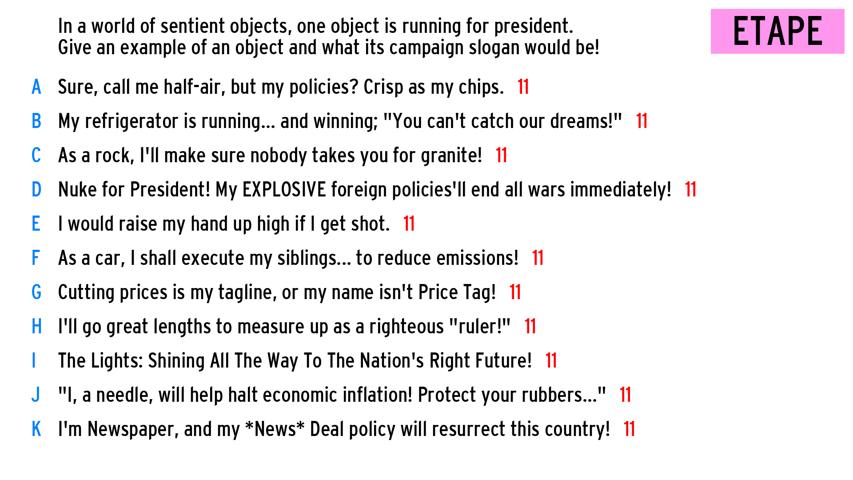 In a world of sentient objects, one object is running for president.
Give an example of an object and what its campaign slogan would be!
ETAPE
A Sure, call me half-air, but my policies? Crisp as my chips. 11
B My refrigerator is running... and winning; "You can't catch our dreams!" 11
C As a rock, I'll make sure nobody takes you for granite! 11
D Nuke for President! My EXPLOSIVE foreign policies'll end all wars immediately! 11
E I would raise my hand up high if I get shot. 11
F As a car, I shall execute my siblings... to reduce emissions! 11
G Cutting prices is my tagline, or my name isn't Price Tag! 11
H I'll go great lengths to measure up as a righteous "ruler!" 11
I The Lights: Shining All The Way To The Nation's Right Future! 11
J "I, a needle, will help halt economic inflation! Protect your rubbers..." 11
K I'm Newspaper, and my *News* Deal policy will resurrect this country! 11